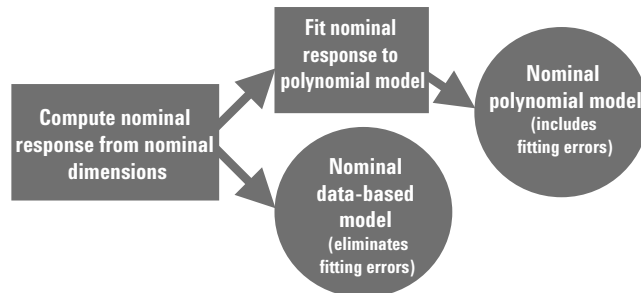 Fit nominal
response to
polynomial model
Nominal
polynomial model
(includes
fitting errors)
Compute nominal
response from nominal
dimensions
Nominal
data-based
model
(eliminates
fitting errors)